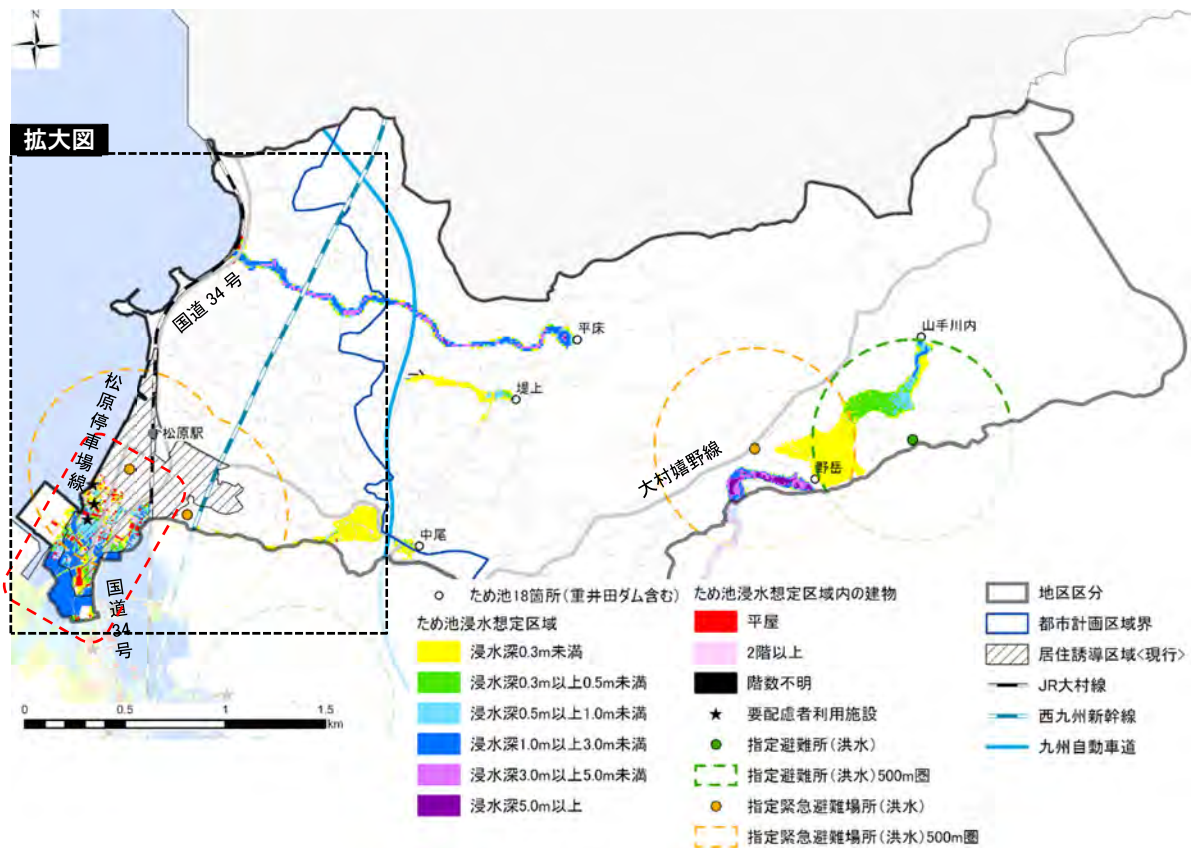 N
拡大図
国道34号
平床
山手川内
堤上
松原停車場線
松原駅
大村嬉野線
野岳
中尾
国道34号
0 0.5 1 1.5
km
ため池18箇所(重井田ダム含む)
ため池浸水想定区域
浸水深0.3m未満
浸水深0.3m以上0.5m未満
浸水深0.5m以上1.0m未満
浸水深1.0m以上3.0m未満
浸水深3.0m以上5.0m未満
浸水深5.0m以上
ため池浸水想定区域内の建物
平屋
2階以上
階数不明
要配慮者利用施設
指定避難所(洪水)
指定避難所(洪水)500m圏
指定緊急避難場所(洪水)
指定緊急避難場所(洪水)500m圏
地区区分
都市計画区域界
居住誘導区域<現行>
JR大村線
西九州新幹線
九州自動車道